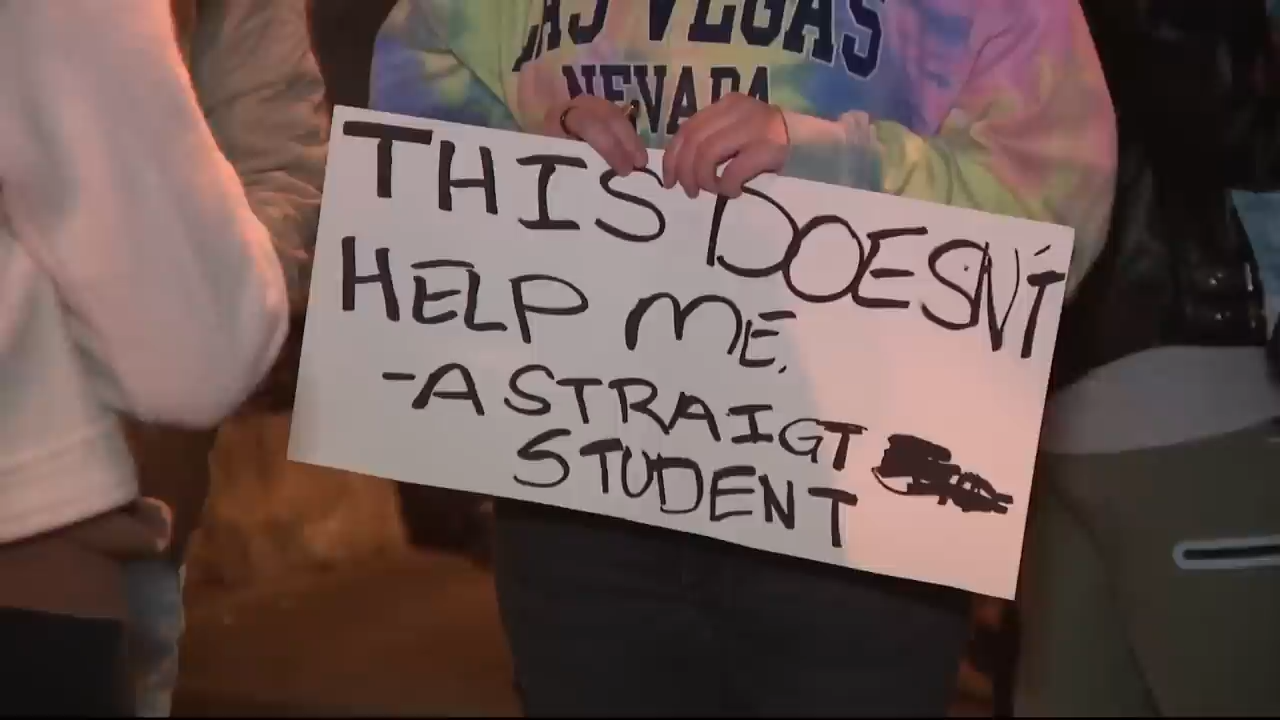 LAS VEGAS
NEVADA
THIS DOESN'T
HELP ME.
-A STRAIGT
STUDENT